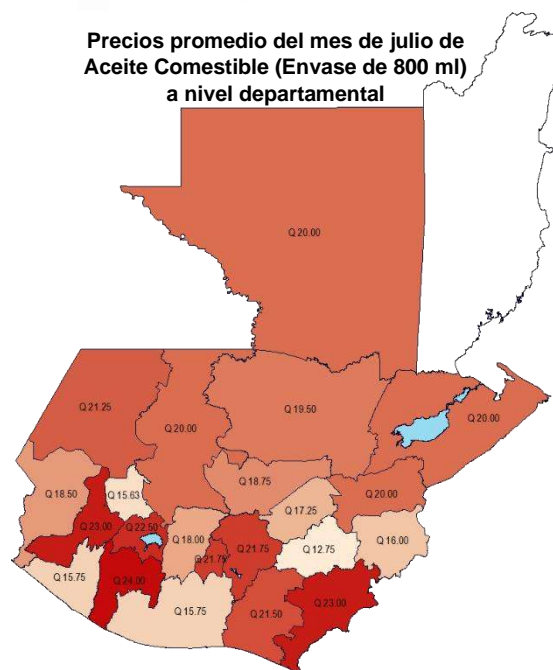 Precios promedio del mes de julio de
Aceite Comestible (Envase de 800 ml)
a nivel departamental
Q 20.00
Q 21.25
Q 20.00
Q 19.50
Q 20.00
Q 18.50
Q 15.63
Q 18.75
Q 20.00
Q 17.25
Q 23.00
Q 22.50
Q 18.00
Q 21.75
Q 21.75
Q 12.75
Q 16.00
Q 15.75
Q 24.00
Q 15.75
Q 21.50
Q 23.00